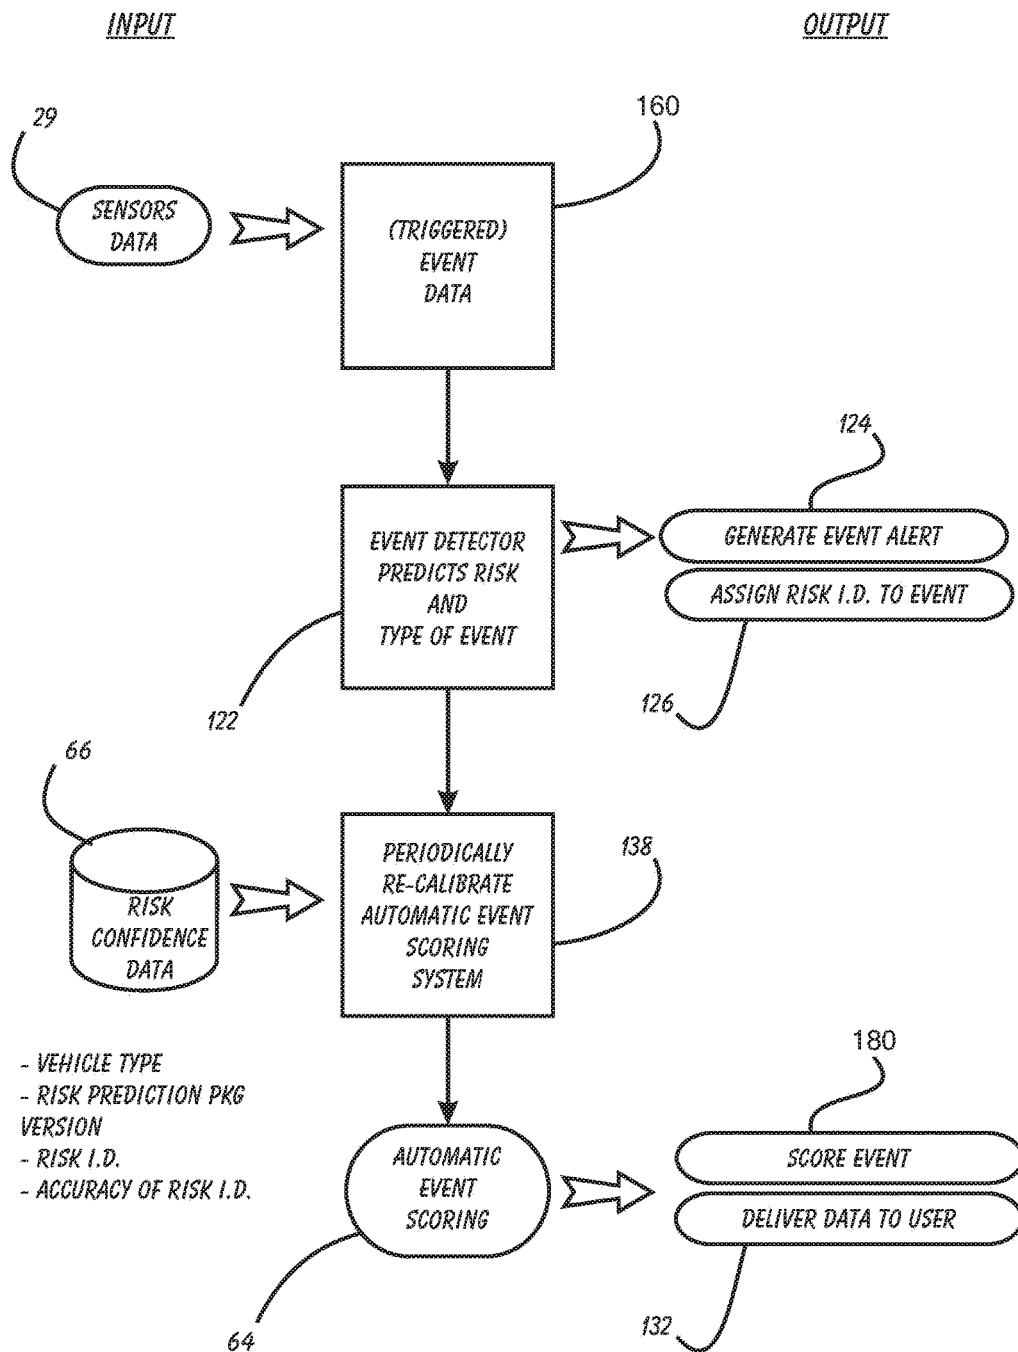 INPUT
OUTPUT
29
160
SENSORS
DATA
(TRIGGERED)
EVENT
DATA
124
EVENT DETECTOR
PREDICTS RISK
AND
TYPE OF EVENT
GENERATE EVENT ALERT
ASSIGN RISK I.D. TO EVENT
122
126
66
PERIODICALLY
RE-CALIBRATE
AUTOMATIC EVENT
SCORING
SYSTEM
138
RISK
CONFIDENCE
DATA
- VEHICLE TYPE
- RISK PREDICTION PKG
VERSION
- RISK I.D.
- ACCURACY OF RISK I.D.
180
AUTOMATIC
EVENT
SCORING
SCORE EVENT
DELIVER DATA TO USER
64
132